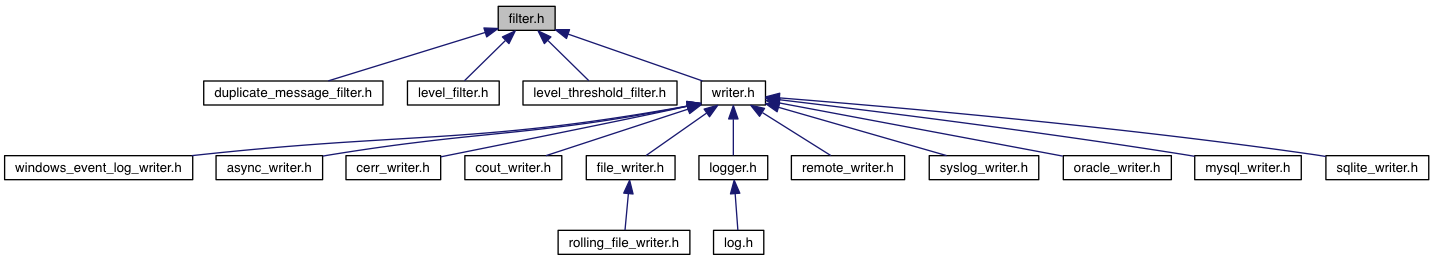 filter.h
duplicate_message_filter.h
level_filter.h
level_threshold_filter.h
writer.h
windows_event_log_writer.h
async_writer.h
cerr_writer.h
cout_writer.h
file_writer.h
logger.h
remote_writer.h
syslog_writer.h
oracle_writer.h
mysql_writer.h
sqlite_writer.h
rolling_file_writer.h
log.h